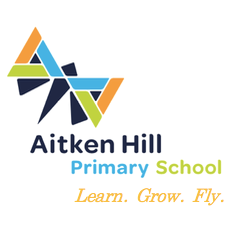 Aitken Hill
Primary School
Learn. Grow. Fly.